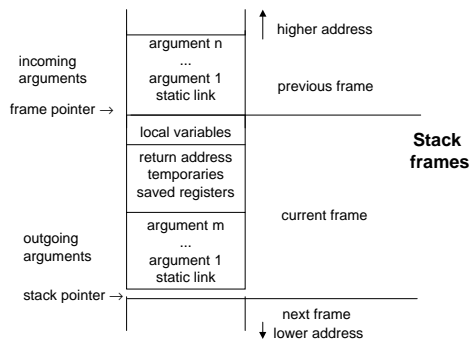 higher address
argument n
...
argument 1
static link
incoming
arguments
previous frame
frame pointer →
local variables
Stack
frames
return address
temporaries
saved registers
current frame
argument m
...
argument 1
static link
outgoing
arguments
stack pointer →
next frame
lower address